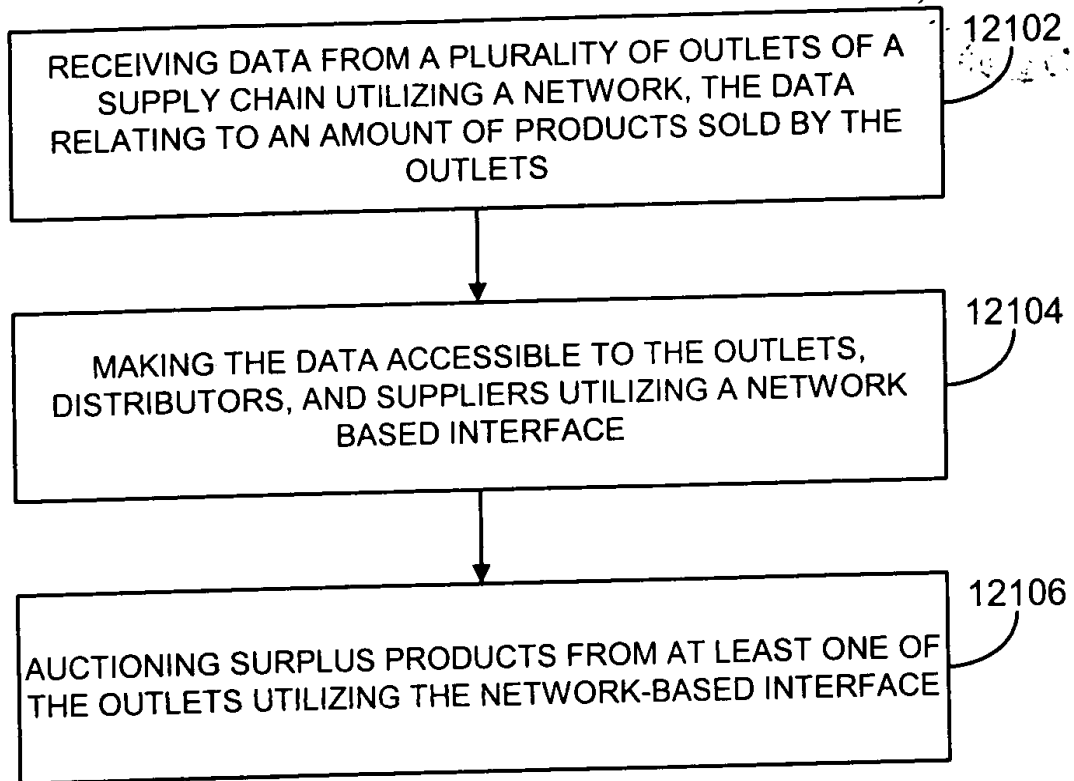 RECEIVING DATA FROM A PLURALITY OF OUTLETS OF A
SUPPLY CHAIN UTILIZING A NETWORK, THE DATA
RELATING TO AN AMOUNT OF PRODUCTS SOLD BY THE
OUTLETS
12102
MAKING THE DATA ACCESSIBLE TO THE OUTLETS,
DISTRIBUTORS, AND SUPPLIERS UTILIZING A NETWORK
BASED INTERFACE
12104
AUCTIONING SURPLUS PRODUCTS FROM AT LEAST ONE OF
THE OUTLETS UTILIZING THE NETWORK-BASED INTERFACE
12106